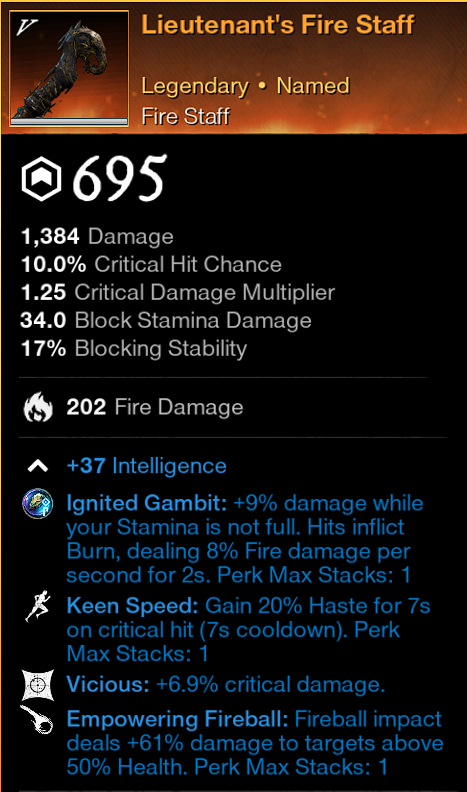 V
Lieutenant's Fire Staff
Legendary • Named
Fire Staff
695
1,384 Damage
10.0% Critical Hit Chance
1.25 Critical Damage Multiplier
34.0 Block Stamina Damage
17% Blocking Stability
202 Fire Damage
+37 Intelligence
Ignited Gambit: +9% damage while
your Stamina is not full. Hits inflict
Burn, dealing 8% Fire damage per
second for 2s. Perk Max Stacks: 1
Keen Speed: Gain 20% Haste for 7s
on critical hit (7s cooldown). Perk
Max Stacks: 1
Vicious: +6.9% critical damage.
Empowering Fireball: Fireball impact
deals +61% damage to targets above
50% Health. Perk Max Stacks: 1